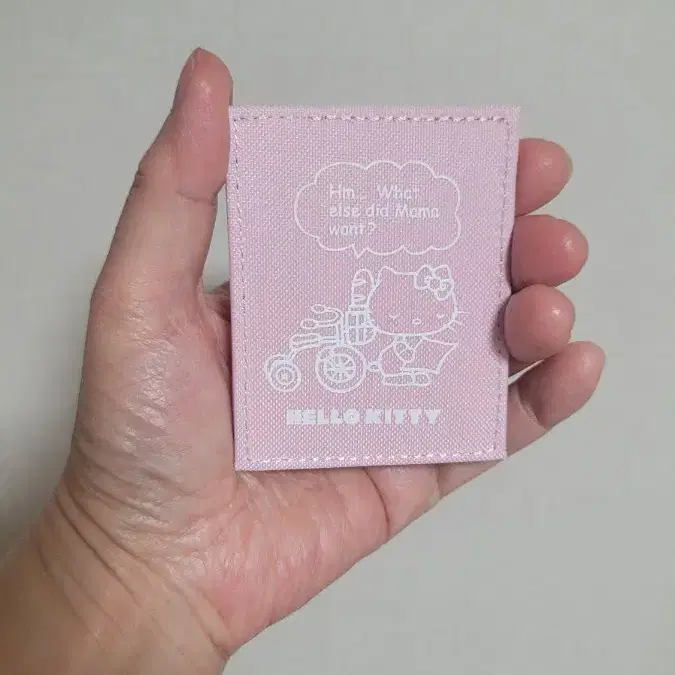 Hm... What
else did Mama
want?
HELLO KITTY